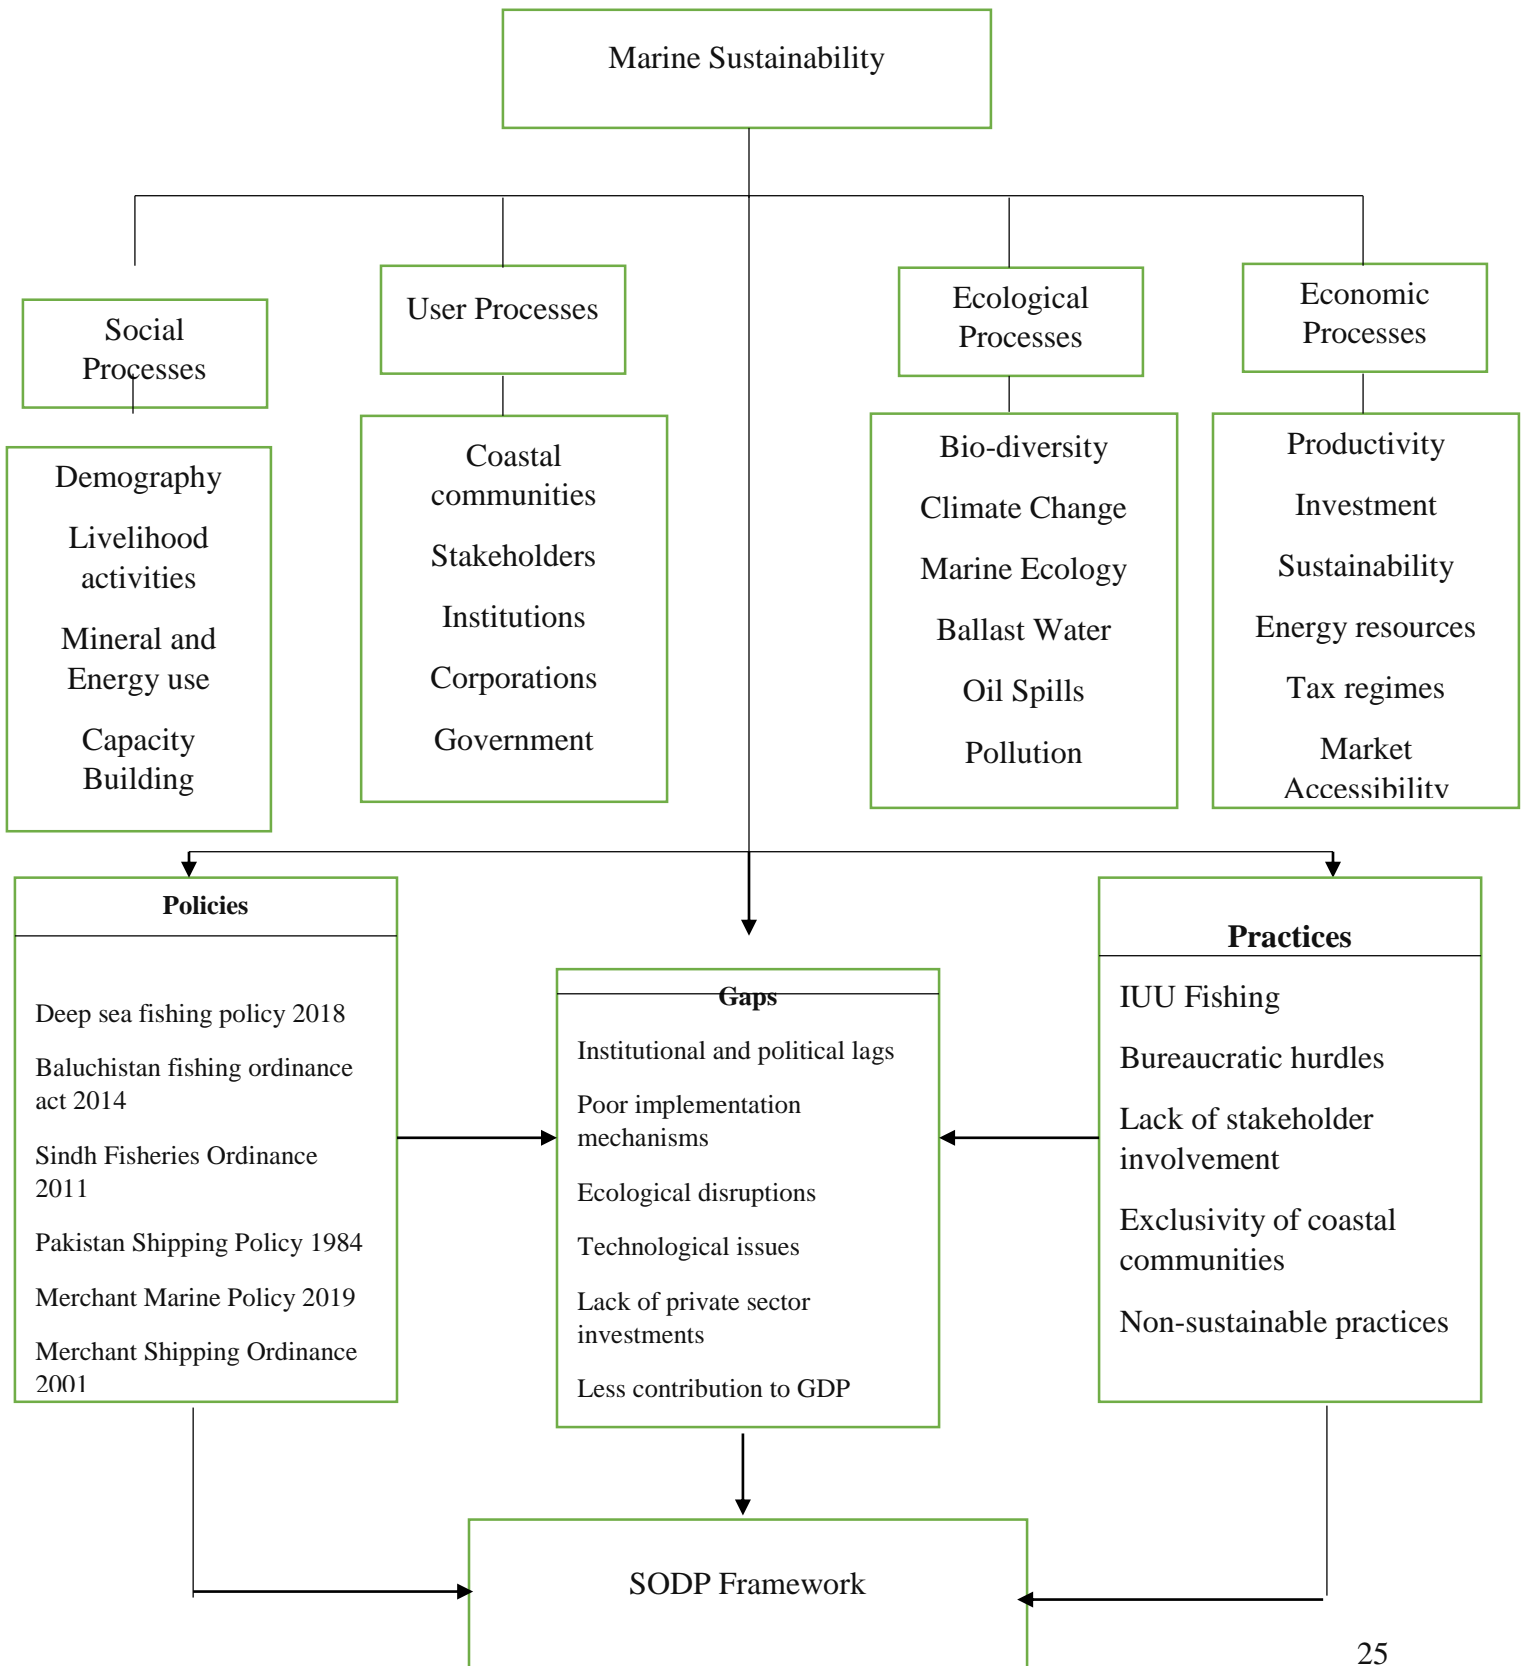 Marine Sustainability
Social
Processes
User Processes
Ecological
Processes
Economic
Processes
Demography
Livelihood
activities
Mineral and
Energy use
Capacity
Building
Coastal
communities
Stakeholders
Institutions
Corporations
Government
Bio-diversity
Climate Change
Marine Ecology
Ballast Water
Oil Spills
Pollution
Productivity
Investment
Sustainability
Energy resources
Tax regimes
Market
Accessibility
Policies
Deep sea fishing policy 2018
Baluchistan fishing ordinance
act 2014
Sindh Fisheries Ordinance
2011
Pakistan Shipping Policy 1984
Merchant Marine Policy 2019
Merchant Shipping Ordinance
2001
Gaps
Institutional and political lags
Poor implementation
mechanisms
Ecological disruptions
Technological issues
Lack of private sector
investments
Less contribution to GDP
Practices
IUU Fishing
Bureaucratic hurdles
Lack of stakeholder
involvement
Exclusivity of coastal
communities
Non-sustainable practices
SODP Framework
25